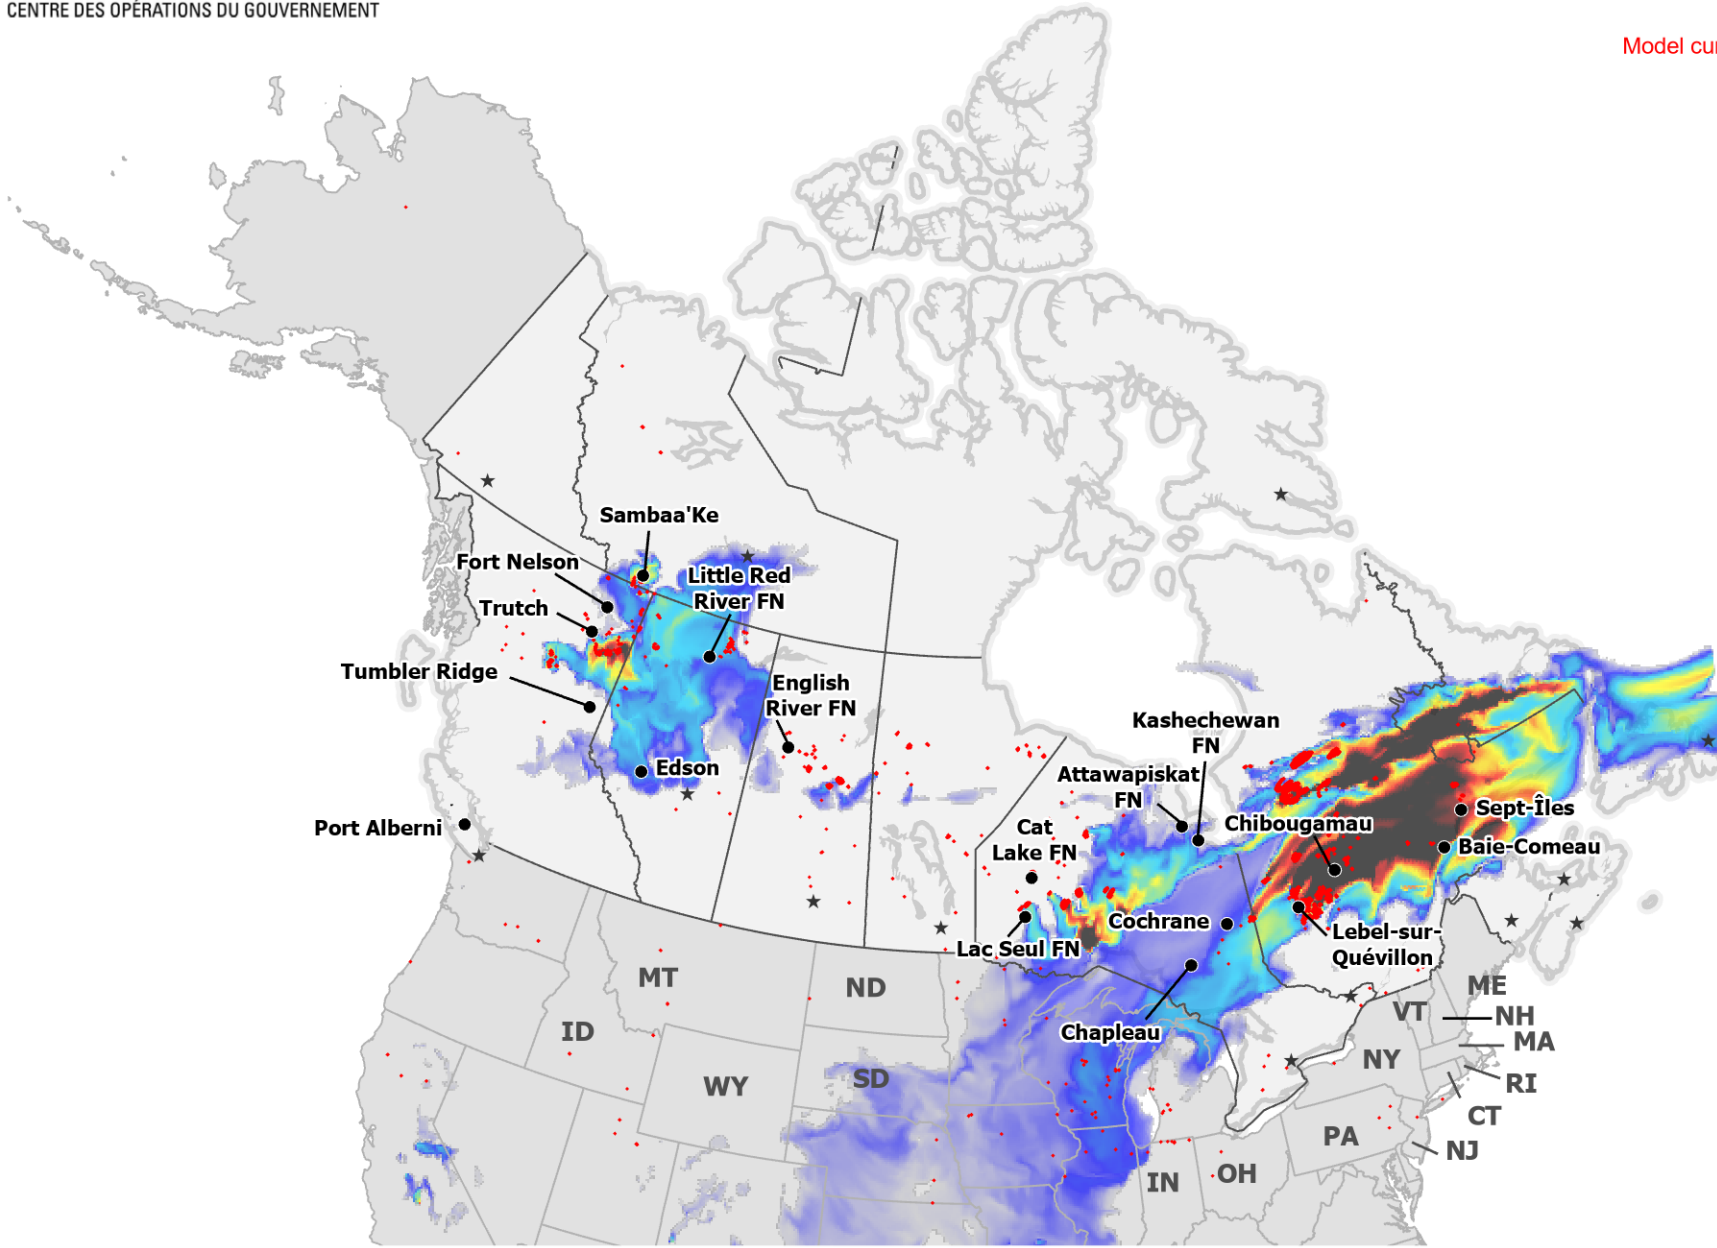 CENTRE DES OPÉRATIONS DU GOUVERNEMENT
Model cur
Sambaa'Ke
Fort Nelson
Little Red
River FN
Trutch
Tumbler Ridge
English
River FN
Kashechewan
FN
Edson
Attawapiskat
FN
Sept-Îles
Port Alberni
Cat
Lake FN
Chibougamau
Baie-Comeau
Cochrane
Lac Seul FN
Lebel-sur-
Quévillon
MT
ND
ME
VT
NH
ID
Chapleau
MA
NY
WY
SD
RI
CT
PA
NJ
IN
OH